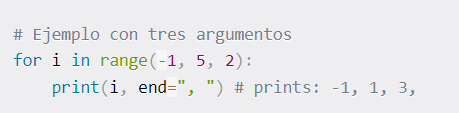 # Ejemplo con tres argumentos
for i in range(-1, 5, 2):
    print(i, end=", ") # prints: -1, 1, 3,